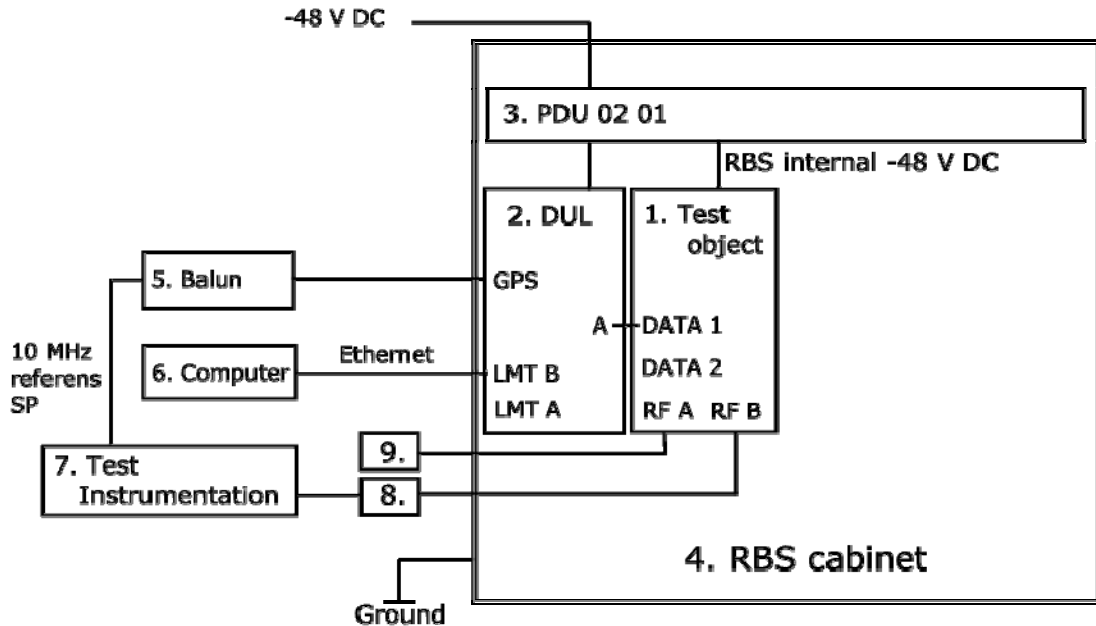 -48 V DC
3. PDU 02 01
RBS internal -48 V DC
2. DUL
1. Test
object
5. Balun
GPS
A
DATA 1
10 MHz
referens
SP
Ethernet
6. Computer
LMT B
DATA 2
LMT A
RF A RF B
9.
7. Test
Instrumentation
8.
4. RBS cabinet
Ground